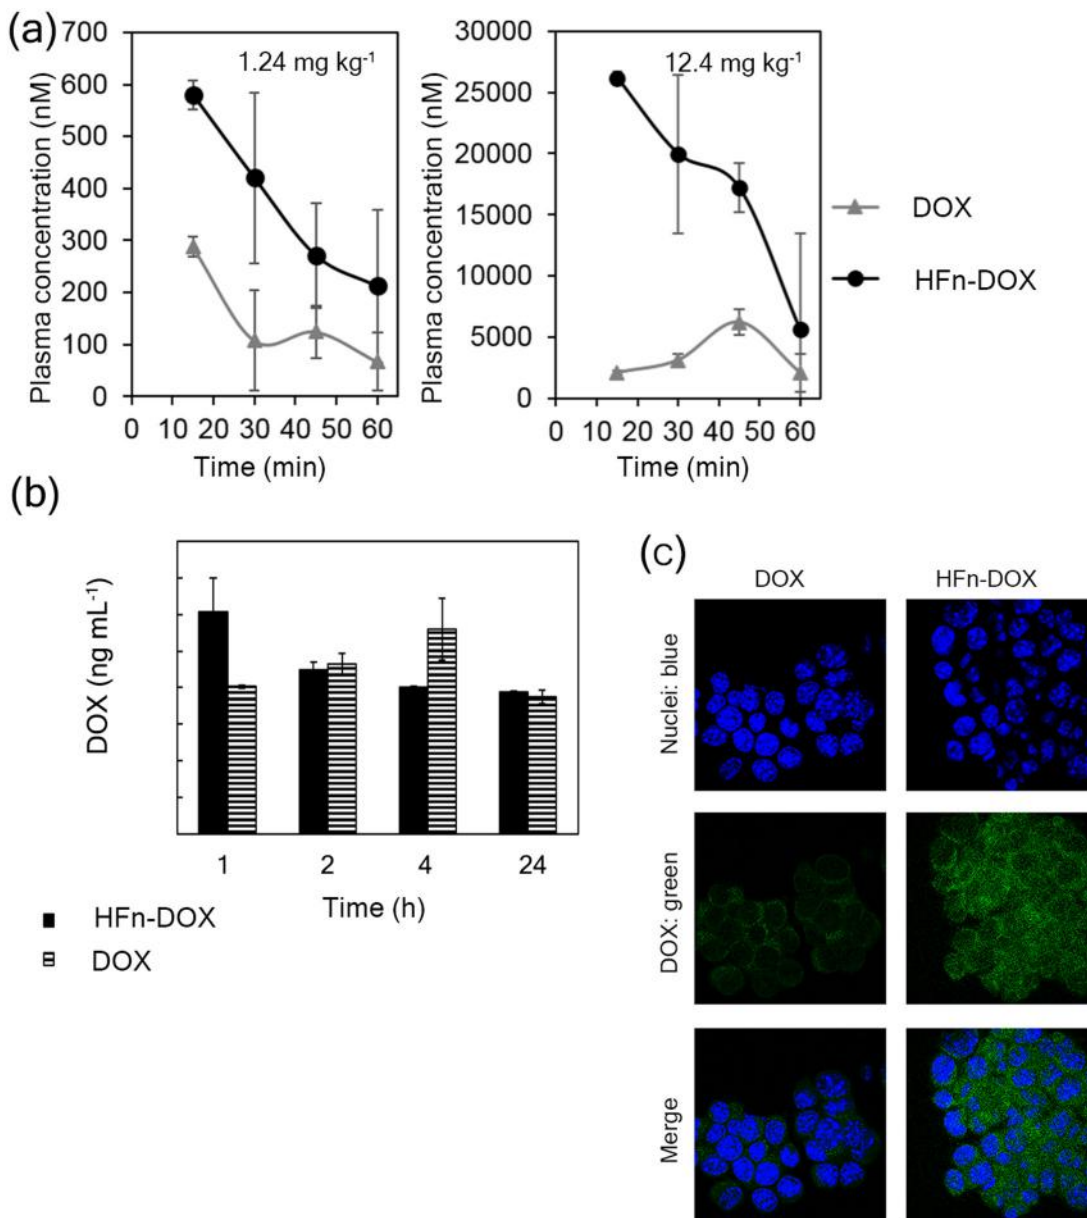 (a)
1.24 mg kg⁻¹
Plasma concentration (nM)
700
600
500
400
300
200
100
0
0 10 20 30 40 50 60
Time (min)
12.4 mg kg⁻¹
Plasma concentration (nM)
30000
25000
20000
15000
10000
5000
0
0 10 20 30 40 50 60
Time (min)
DOX
HFn-DOX
(b)
DOX (ng mL⁻¹)
1 2 4 24
Time (h)
HFn-DOX
DOX
(c)
DOX HFn-DOX
Nuclei: blue
DOX: green
Merge